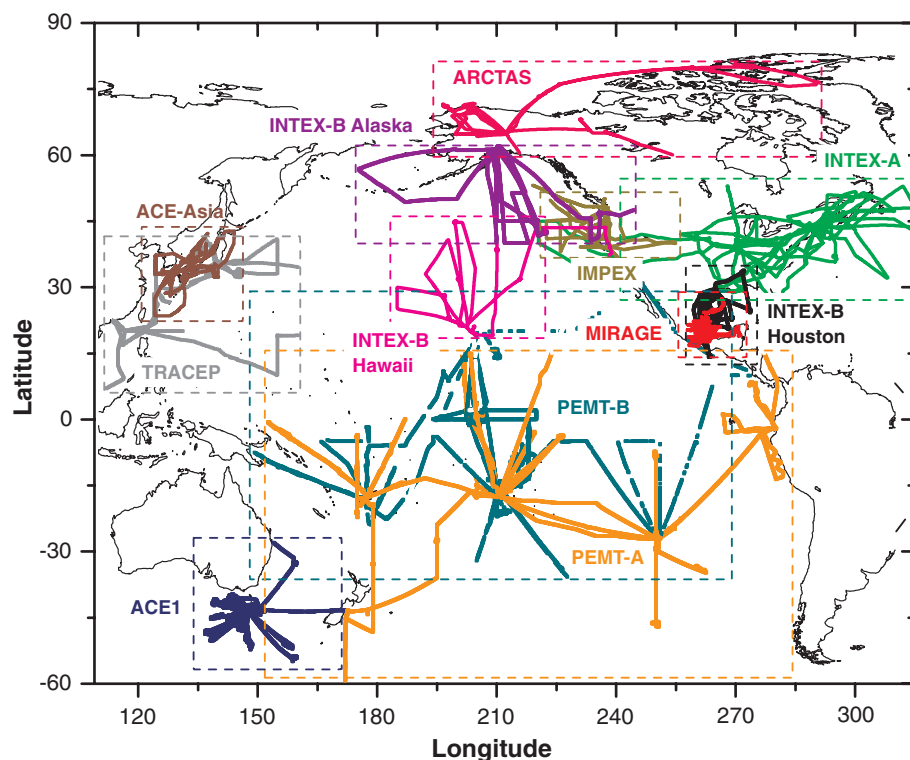 90
ARCTAS
INTEX-B Alaska
60
INTEX-A
ACE-Asia
IMPEX
30
INTEX-B
Houston
MIRAGE
INTEX-B
Hawaii
TRACEP
PEMT-B
0
Latitude
-30
PEMT-A
ACE1
-60
120
150
180
210
240
270
300
Longitude